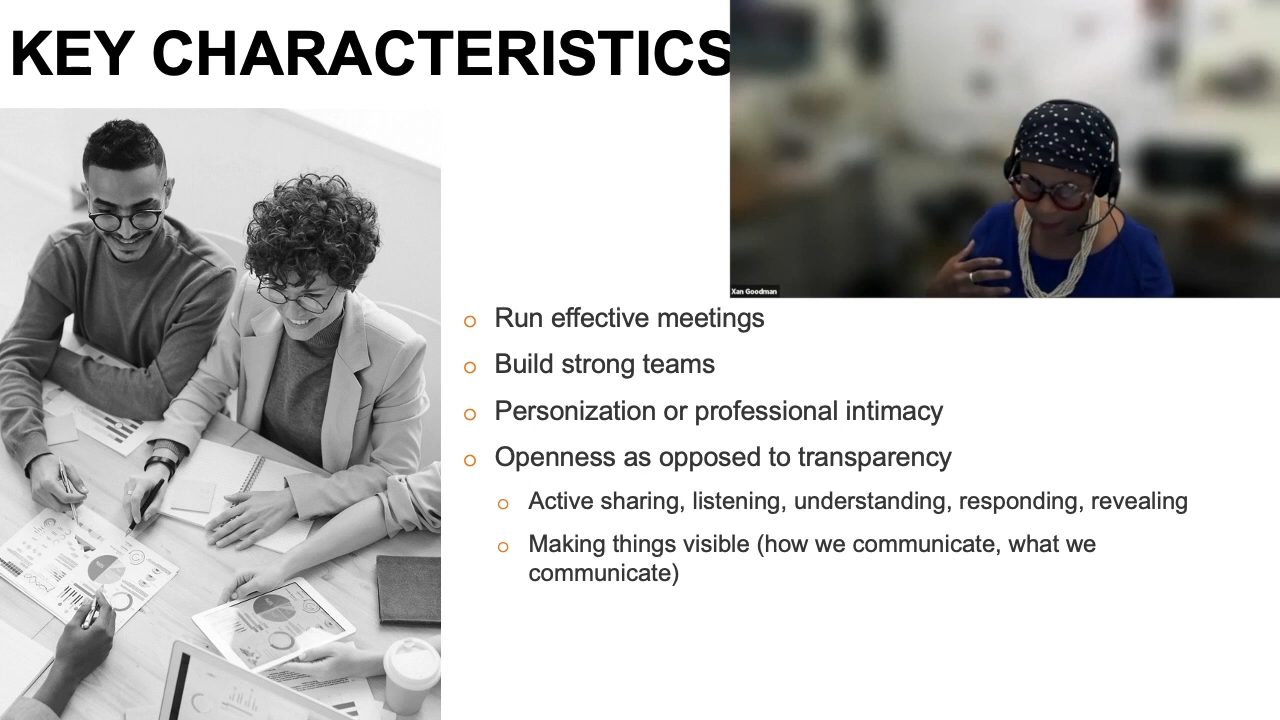 KEY CHARACTERISTICS
Xan Goodman
Run effective meetings
Build strong teams
Personization or professional intimacy
Openness as opposed to transparency
Active sharing, listening, understanding, responding, revealing
Making things visible (how we communicate, what we
communicate)